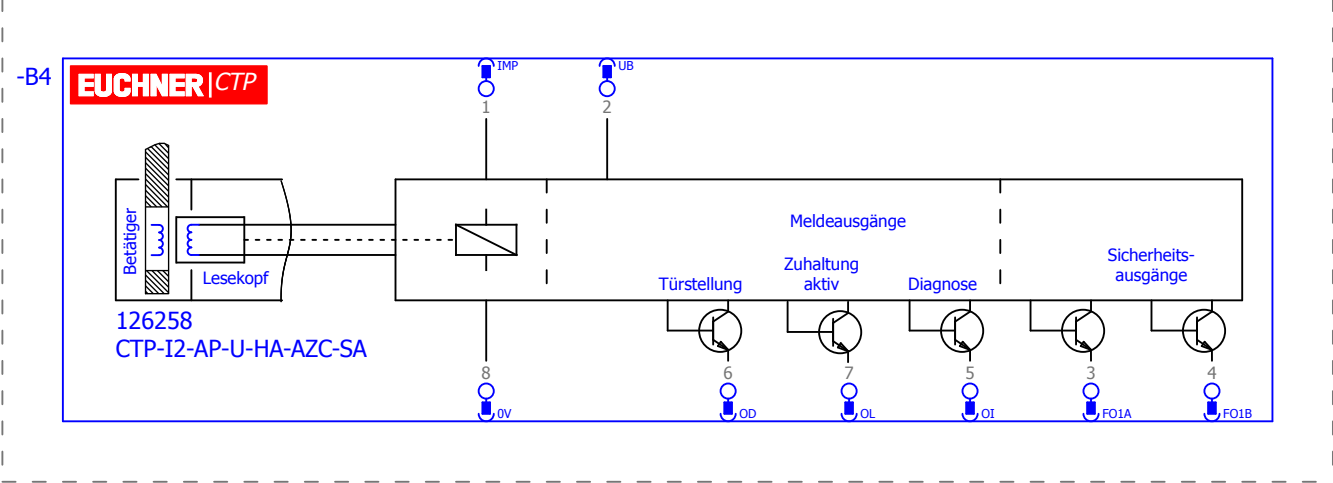 -B4
EUCHNER|CTP
IMP
UB
1
2
Betätiger
Lesekopf
Meldeausgänge
Türstellung
Zuhaltung
aktiv
Diagnose
Sicherheits-
ausgänge
126258
CTP-I2-AP-U-HA-AZC-SA
8
6
7
5
3
4
0V
OD
OL
OI
FO1A
FO1B